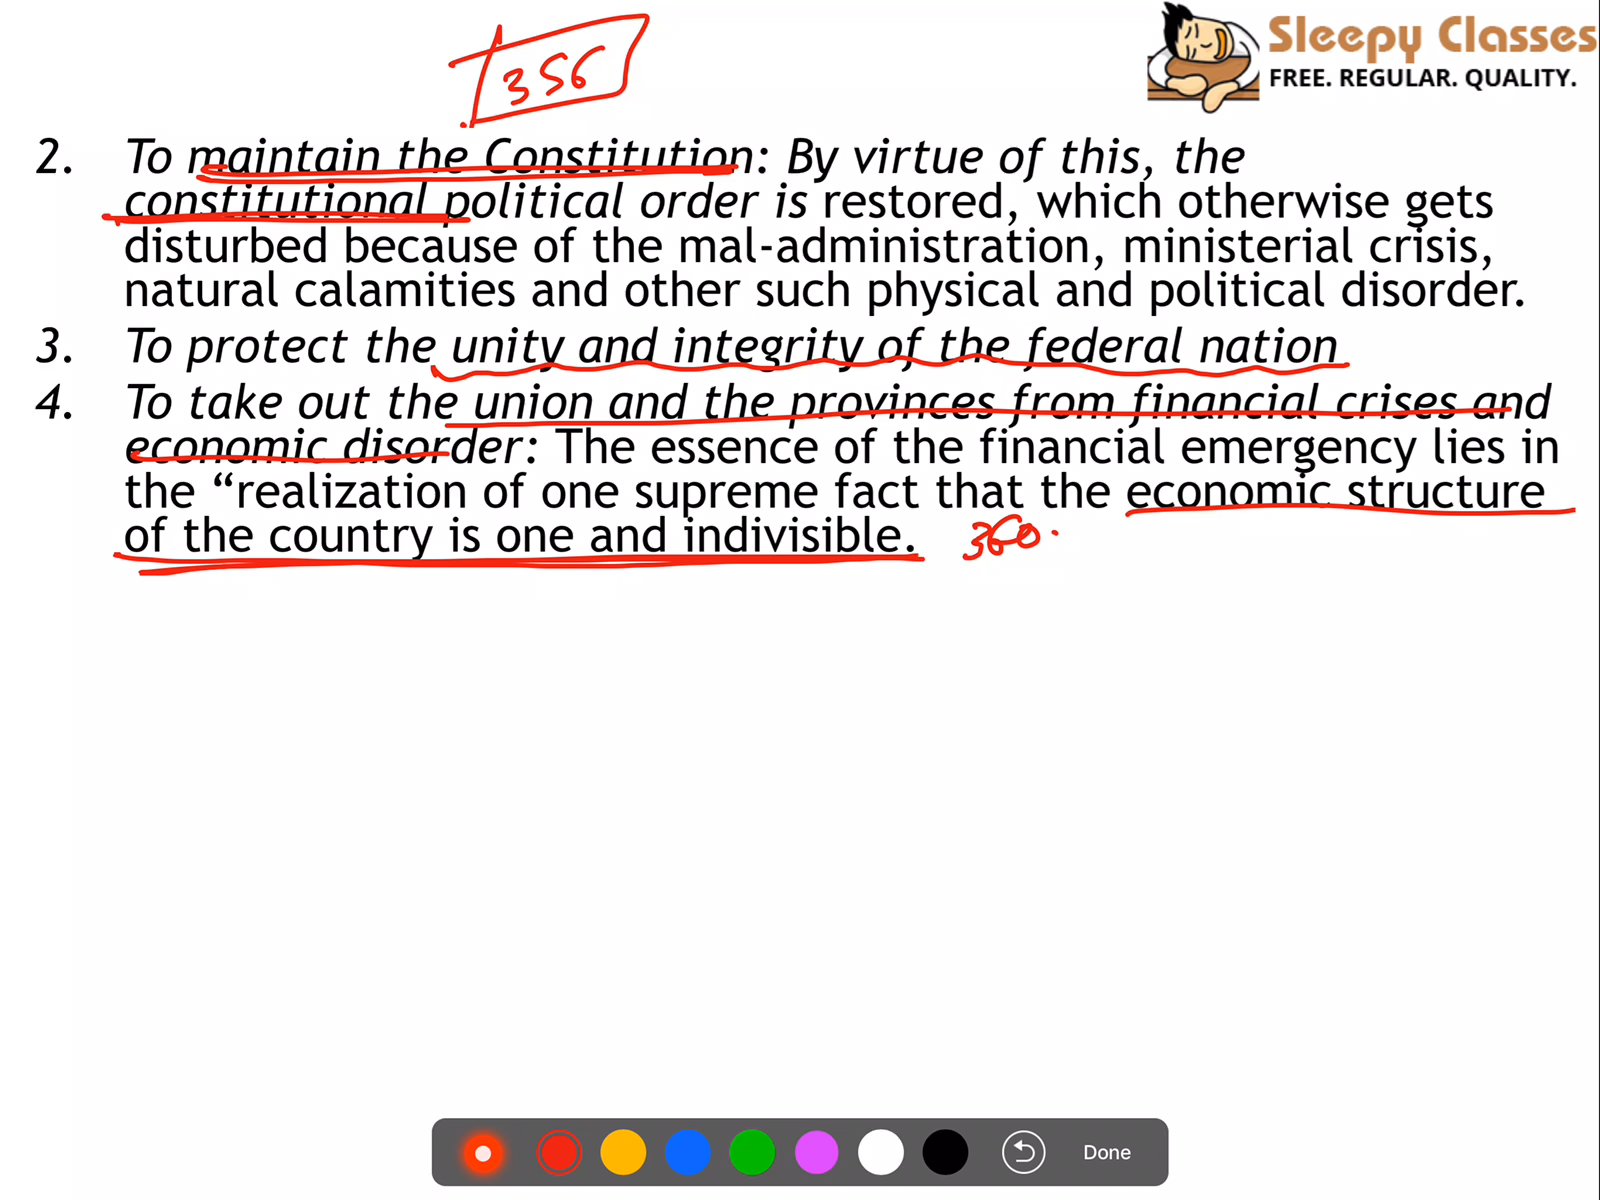 Sleepy Classes
FREE. REGULAR. QUALITY.
356
2. To maintain the Constitution: By virtue of this, the
constitutional political order is restored, which otherwise gets
disturbed because of the mal-administration, ministerial crisis,
natural calamities and other such physical and political disorder.
3. To protect the unity and integrity of the federal nation
4. To take out the union and the provinces from financial crises and
economic disorder: The essence of the financial emergency lies in
the “realization of one supreme fact that the economic structure
of the country is one and indivisible.
360.
Done